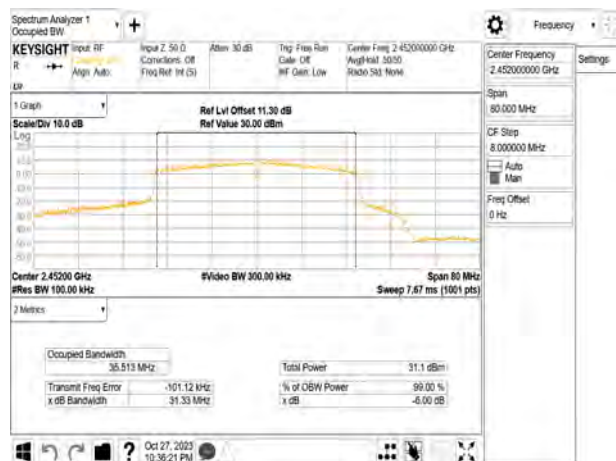 Spectrum Analyzer 1
Occupied BW
+
Frequency
KEYSIGHT
Input: RF
Input Z: 50 Ω
Atten: 30 dB
Trig: Free Run
Center Freq: 2.452000000 GHz
R
Corrections: Off
Gate: Off
Avg|Hold: 50/50
Align: Auto
Freq Ref: Int (S)
#IF Gain: Low
Radio Std: None
Center Frequency
2.452000000 GHz
Settings
Span
80.000 MHz
CF Step
8.000000 MHz
Auto
Man
Freq Offset
0 Hz
1 Graph
Scale/Div 10.0 dB
Ref Lvl Offset 11.30 dB
Ref Value 30.00 dBm
Log
Center 2.45200 GHz
#Video BW 300.00 kHz
Span 80 MHz
#Res BW 100.00 kHz
Sweep 7.67 ms (1001 pts)
2 Metrics
Occupied Bandwidth
35.513 MHz
Total Power
31.1 dBm
Transmit Freq Error
-101.12 kHz
% of OBW Power
99.00 %
x dB Bandwidth
31.33 MHz
x dB
-6.00 dB
?
Oct 27, 2023
10:36:21 PM